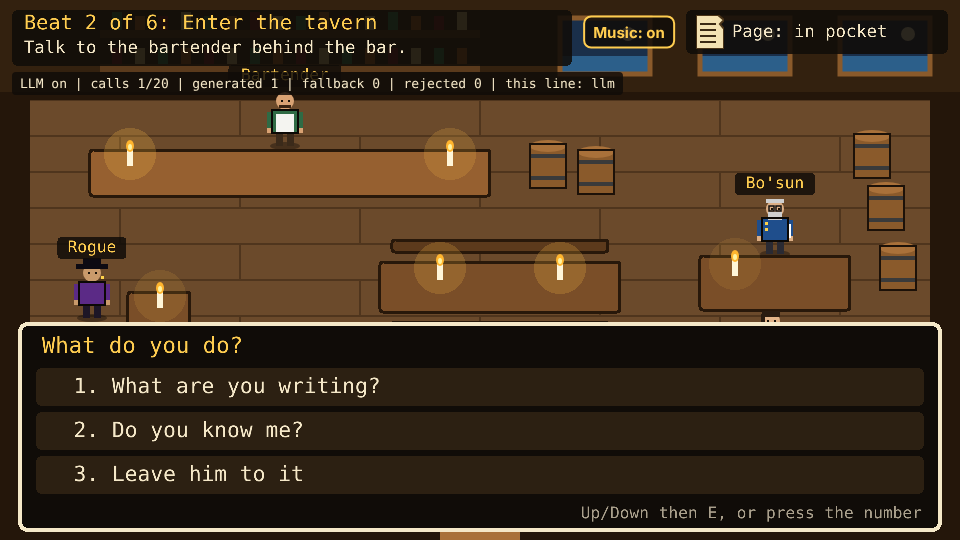 Beat 2 of 6: Enter the tavern
Talk to the bartender behind the bar.
Music: on
Page: in pocket
Bartender
LLM on | calls 1/20 | generated 1 | fallback 0 | rejected 0 | this line: llm
Bo'sun
Rogue
What do you do?
1. What are you writing?
2. Do you know me?
3. Leave him to it
Up/Down then E, or press the number